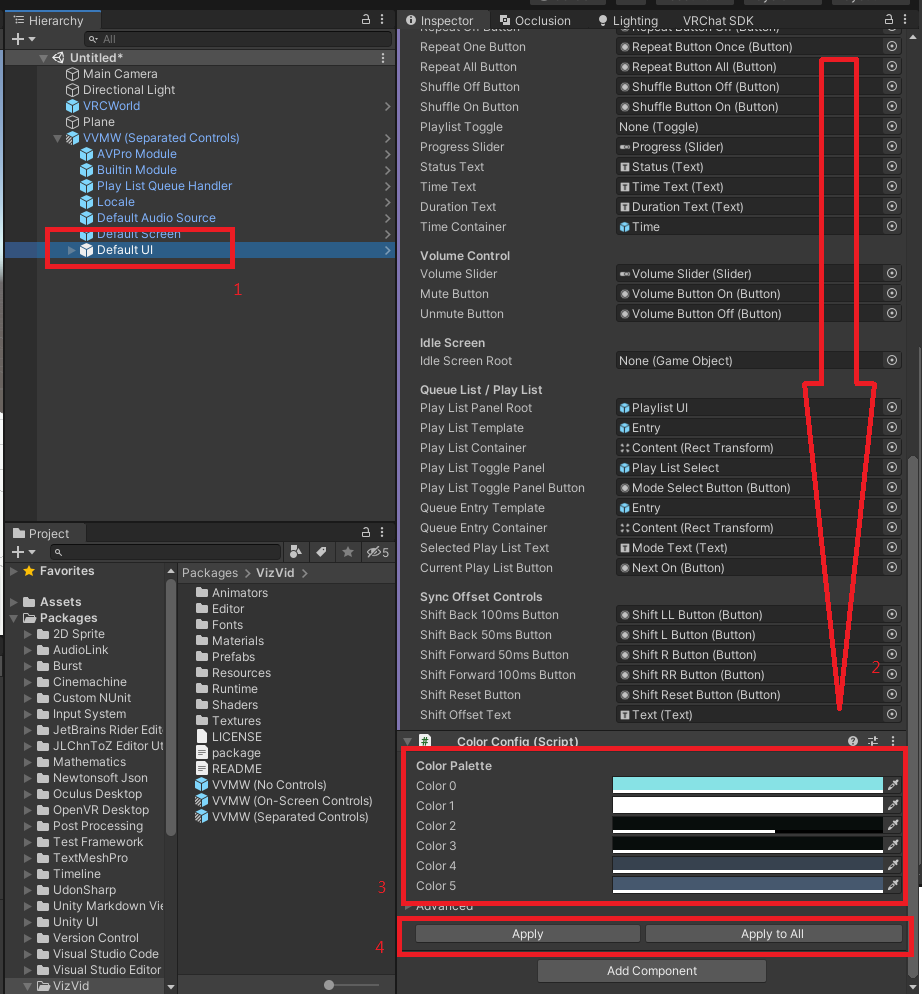 Hierarchy
All
Untitled*
Main Camera
Directional Light
VRCWorld
Plane
VVMW (Separated Controls)
AVPro Module
Builtin Module
Play List Queue Handler
Locale
Default Audio Source
Default Screen
Default UI
1
Project
5
Favorites
Assets
Packages
2D Sprite
AudioLink
Burst
Cinemachine
Custom NUnit
Input System
JetBrains Rider Edit
JLChnToZ Editor Ut
Mathematics
Newtonsoft Json
Oculus Desktop
OpenVR Desktop
Post Processing
Test Framework
TextMeshPro
Timeline
UdonSharp
Unity Markdown Vie
Unity UI
Version Control
Visual Studio Code
Visual Studio Editor
VizVid
Packages > VizVid >
Animators
Editor
Fonts
Materials
Prefabs
Resources
Runtime
Shaders
Textures
LICENSE
package
README
VVMW (No Controls)
VVMW (On-Screen Controls)
VVMW (Separated Controls)
3
4
Inspector Occlusion Lighting VRChat SDK
Repeat Off Button Repeat Button Off (Button)
Repeat One Button Repeat Button Once (Button)
Repeat All Button Repeat Button All (Button)
Shuffle Off Button Shuffle Button Off (Button)
Shuffle On Button Shuffle Button On (Button)
Playlist Toggle None (Toggle)
Progress Slider Progress (Slider)
Status Text Status (Text)
Time Text Time Text (Text)
Duration Text Duration Text (Text)
Time Container Time
Volume Control
Volume Slider Volume Slider (Slider)
Mute Button Volume Button On (Button)
Unmute Button Volume Button Off (Button)
Idle Screen
Idle Screen Root None (Game Object)
Queue List / Play List
Play List Panel Root Playlist UI
Play List Template Entry
Play List Container Content (Rect Transform)
Play List Toggle Panel Play List Select
Play List Toggle Panel Button Mode Select Button (Button)
Queue Entry Template Entry
Queue Entry Container Content (Rect Transform)
Selected Play List Text Mode Text (Text)
Current Play List Button Next On (Button)
Sync Offset Controls
Shift Back 100ms Button Shift LL Button (Button)
Shift Back 50ms Button Shift L Button (Button)
Shift Forward 50ms Button Shift R Button (Button)
2
Shift Forward 100ms Button Shift RR Button (Button)
Shift Reset Button Shift Reset Button (Button)
Shift Offset Text Text (Text)
# Color Config (Script)
Color Palette
Color 0
Color 1
Color 2
Color 3
Color 4
Color 5
Advanced
Apply Apply to All
Add Component